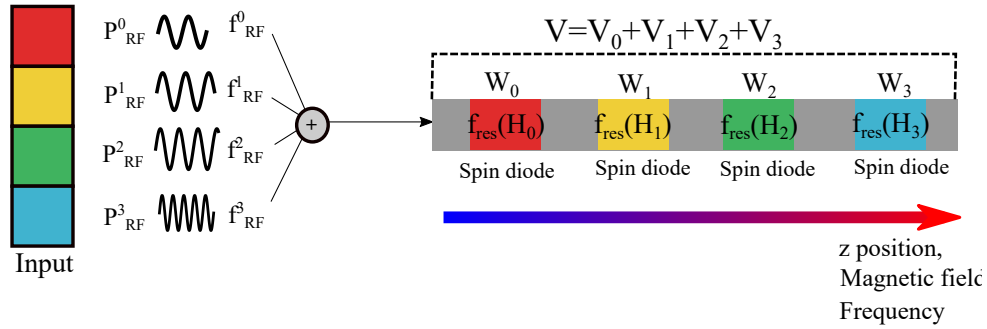 P⁰RF f⁰RF
P¹RF f¹RF
P²RF f²RF
P³RF f³RF
Input
+
V=V₀+V₁+V₂+V₃
W₀ W₁ W₂ W₃
fres(H₀) fres(H₁) fres(H₂) fres(H₃)
Spin diode Spin diode Spin diode Spin diode
z position,
Magnetic field
Frequency